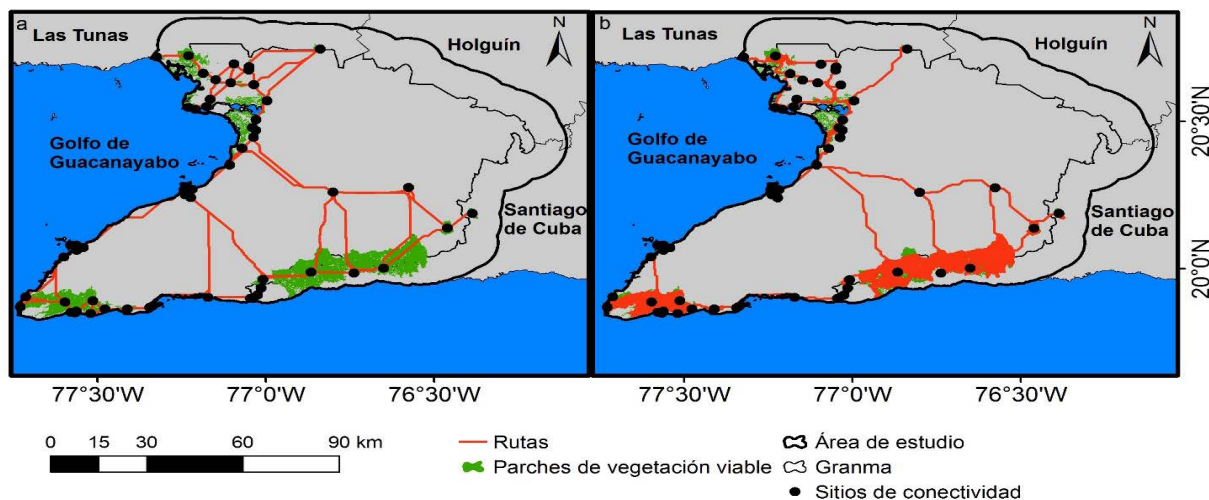 a
Las Tunas
Holguín
N
Golfo de
Guacanayabo
Santiago
de Cuba
77°30'W
77°0'W
76°30'W
b
Las Tunas
Holguín
N
Golfo de
Guacanayabo
Santiago
de Cuba
20°30'N
20°0'N
77°30'W
77°0'W
76°30'W
0 15 30 60 90 km
Rutas
Parches de vegetación viable
Área de estudio
Granma
Sitios de conectividad